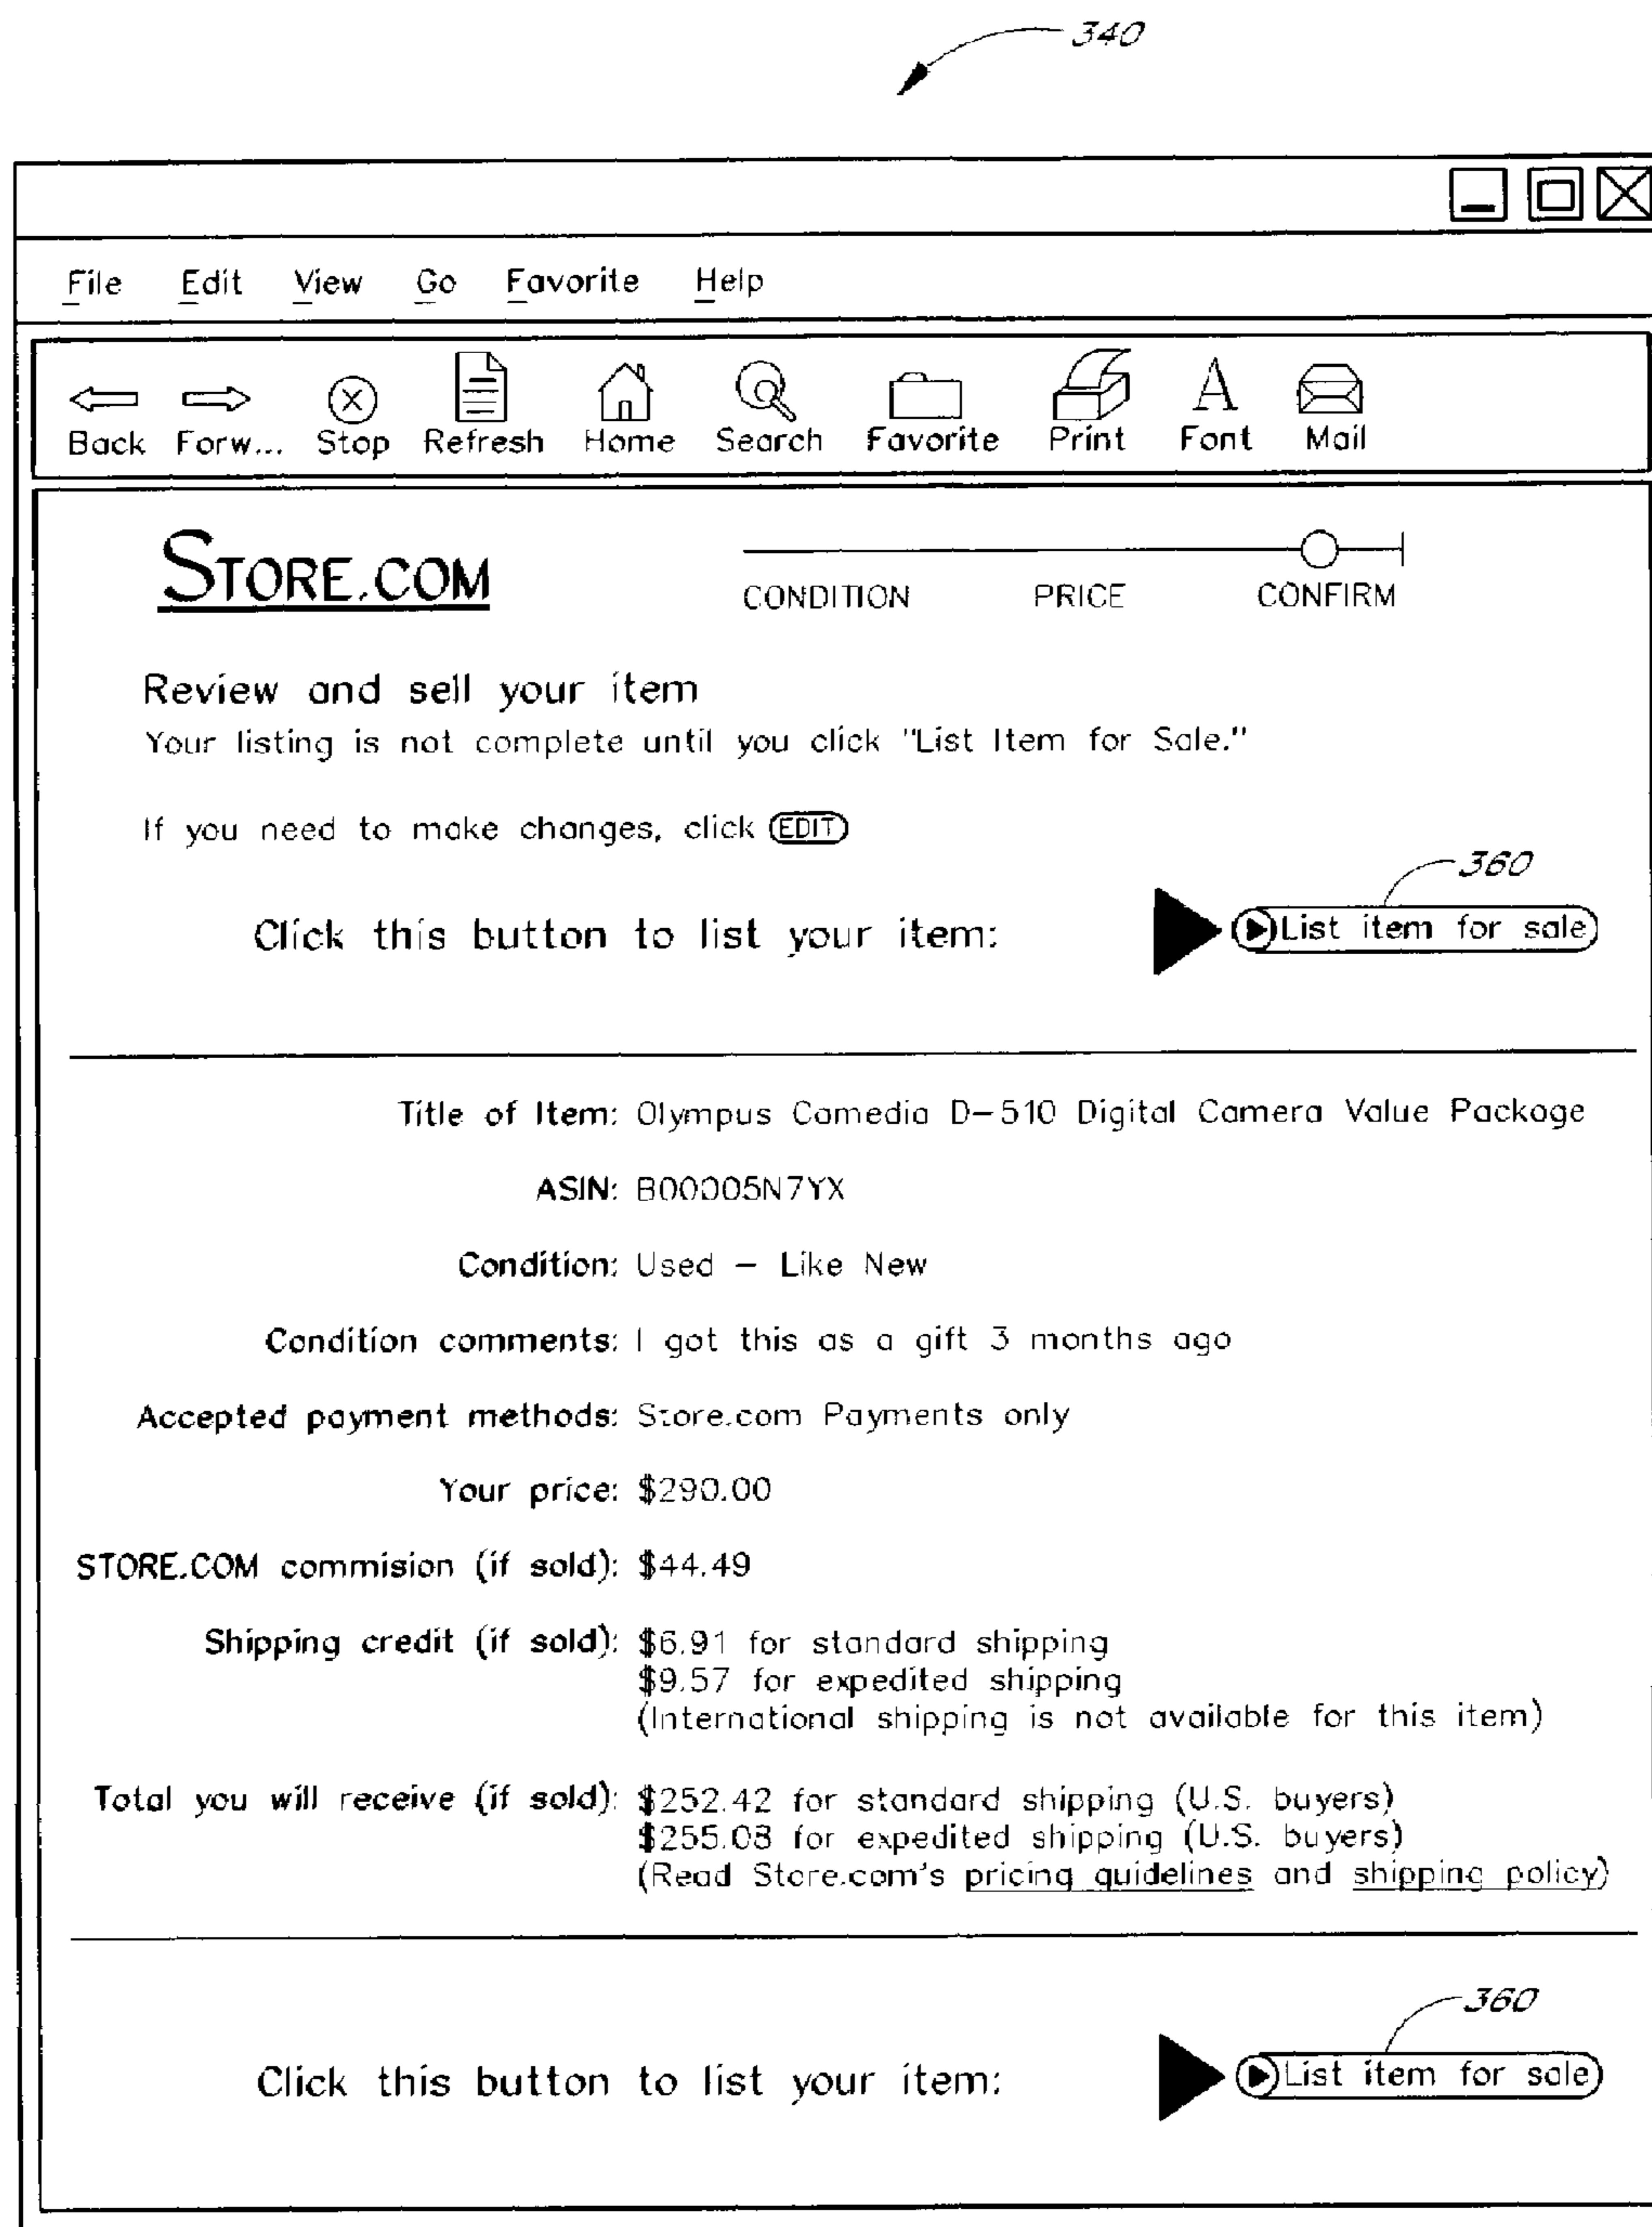 340
File Edit View Go Favorite Help
Back Forw... Stop Refresh Home Search Favorite Print Font Mail
STORE.COM
CONDITION PRICE CONFIRM
Review and sell your item
Your listing is not complete until you click "List Item for Sale."
If you need to make changes, click EDIT
360
Click this button to list your item: List item for sale
Title of Item: Olympus Camedia D-510 Digital Camera Value Package
ASIN: B00005N7YX
Condition: Used - Like New
Condition comments: I got this as a gift 3 months ago
Accepted payment methods: Store.com Payments only
Your price: $290.00
STORE.COM commision (if sold): $44.49
Shipping credit (if sold): $6.91 for standard shipping
$9.57 for expedited shipping
(International shipping is not available for this item)
Total you will receive (if sold): $252.42 for standard shipping (U.S. buyers)
$255.08 for expedited shipping (U.S. buyers)
(Read Store.com's pricing guidelines and shipping policy)
360
Click this button to list your item: List item for sale